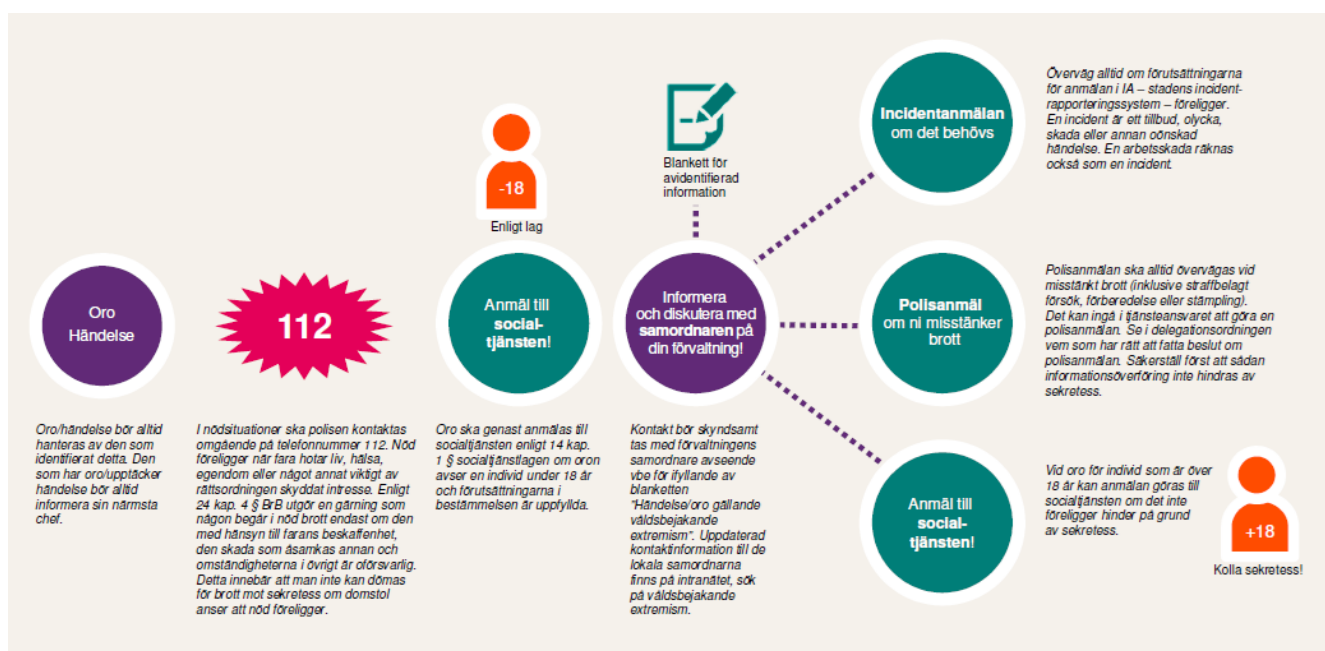 Oro
Händelse
Oro/händelse bör alltid
hanteras av den som
identifierat detta. Den
som har oro/upptäcker
händelse bör alltid
informera sin närmsta
chef.
112
I nödsituationer ska polisen kontaktas
omgående på telefonnummer 112. Nöd
föreligger när fara hotar liv, hälsa,
egendom eller något annat viktigt av
rättsordningen skyddat intresse. Enligt
24 kap. 4 § BrB utgör en gärning som
någon begår i nöd brott endast om den
med hänsyn till farans beskaffenhet,
den skada som åsamkas annan och
omständigheterna i övrigt är oförsvarlig.
Detta innebär att man inte kan dömas
för brott mot sekretess om domstol
anser att nöd föreligger.
-18
Enligt lag
Anmäl till
social-
tjänsten!
Oro ska genast anmälas till
socialtjänsten enligt 14 kap.
1 § socialtjänstlagen om oron
avser en individ under 18 år
och förutsättningarna i
bestämmelsen är uppfyllda.
Blankett för
avidentifierad
information
Informera
och diskutera med
samordnaren på
din förvaltning!
Kontakt bör skyndsamt
tas med förvaltningens
samordnare avseende
vbe för ifyllande av
blanketten
"Händelse/oro gällande
våldsbejakande
extremism". Uppdaterad
kontaktinformation till de
lokala samordnarna
finns på intranätet, sök
på våldsbejakande
extremism.
Incidentanmälan
om det behövs
Överväg alltid om förutsättningarna
för anmälan i IA – stadens incident-
rapporteringssystem – föreligger.
En incident är ett tillbud, olycka,
skada eller annan oönskad
händelse. En arbetsskada räknas
också som en incident.
Polisanmäl
om ni misstänker
brott
Polisanmälan ska alltid övervägas vid
misstänkt brott (inklusive straffbelagt
försök, förberedelse eller stämpling).
Det kan ingå i tjänsteansvaret att göra en
polisanmälan. Se i delegationsordningen
vem som har rätt att fatta beslut om
polisanmälan. Säkerställ först att sådan
informationsöverföring inte hindras av
sekretess.
Anmäl till
social-
tjänsten!
Vid oro för individ som är över
18 år kan anmälan göras till
socialtjänsten om det inte
föreligger hinder på grund
av sekretess.
+18
Kolla sekretess!